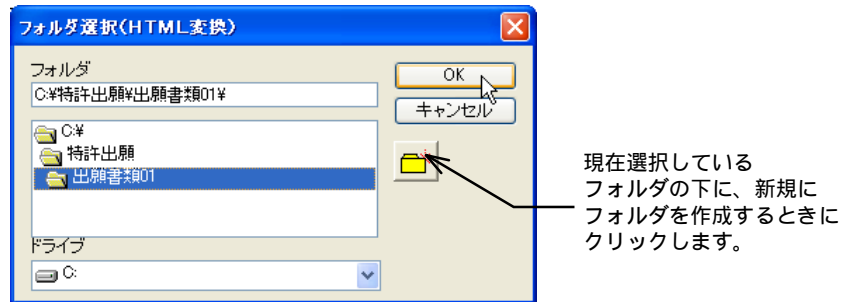 フォルダ選択(HTML変換)
フォルダ
C:¥特許出願¥出願書類01¥
OK
キャンセル
C:¥
特許出願
出願書類01
ドライブ
C:
現在選択している
フォルダの下に、新規に
フォルダを作成するときに
クリックします。